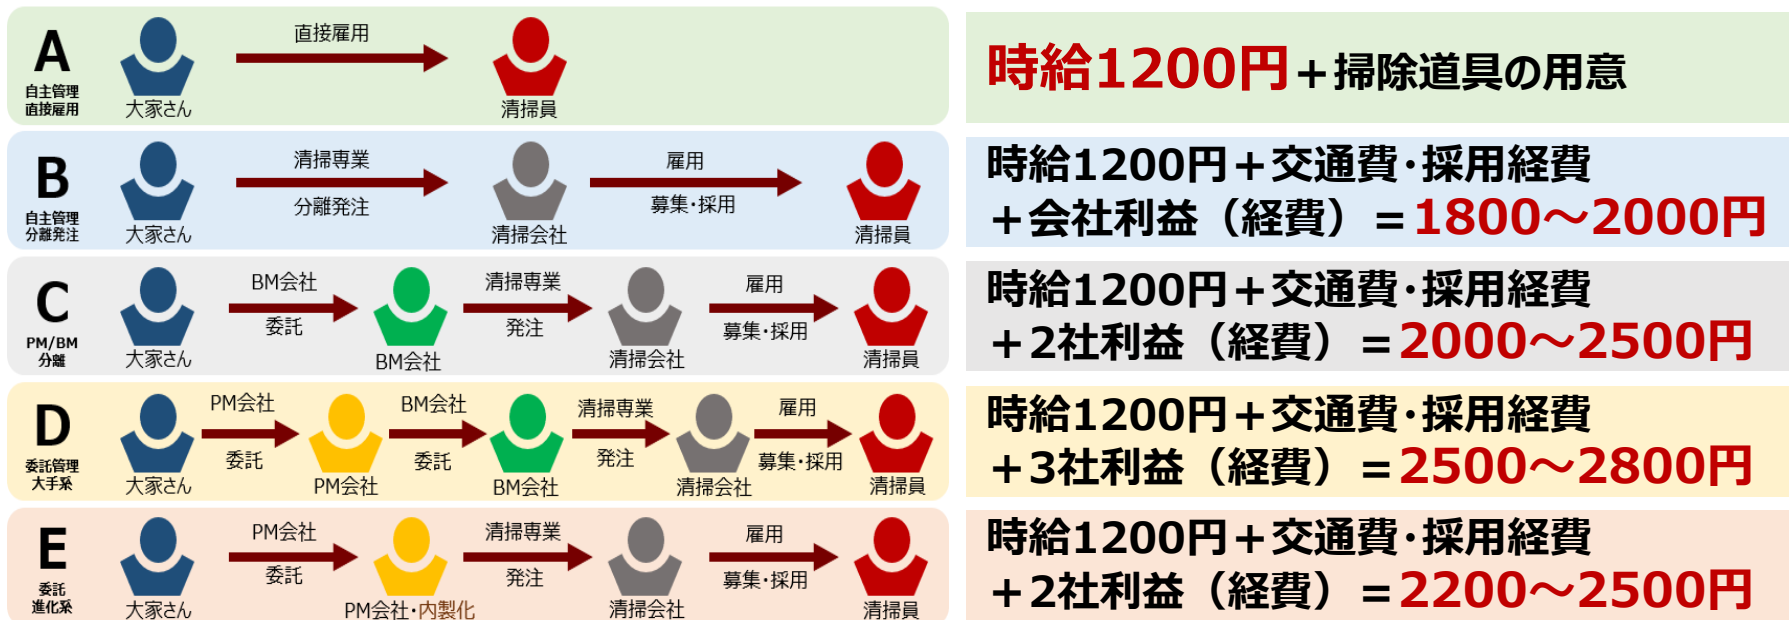 A
自主管理
直接雇用
大家さん
直接雇用
清掃員
時給1200円＋掃除道具の用意
B
自主管理
分離発注
大家さん
清掃専業
分離発注
清掃会社
雇用
募集・採用
清掃員
時給1200円＋交通費・採用経費
＋会社利益（経費）＝1800～2000円
C
PM/BM
分離
大家さん
BM会社
委託
BM会社
清掃専業
発注
清掃会社
雇用
募集・採用
清掃員
時給1200円＋交通費・採用経費
＋2社利益（経費）＝2000～2500円
D
委託管理
大手系
大家さん
PM会社
委託
PM会社
BM会社
委託
BM会社
清掃専業
発注
清掃会社
雇用
募集・採用
清掃員
時給1200円＋交通費・採用経費
＋3社利益（経費）＝2500～2800円
E
委託
進化系
大家さん
PM会社
委託
PM会社・内製化
清掃専業
発注
清掃会社
雇用
募集・採用
清掃員
時給1200円＋交通費・採用経費
＋2社利益（経費）＝2200～2500円